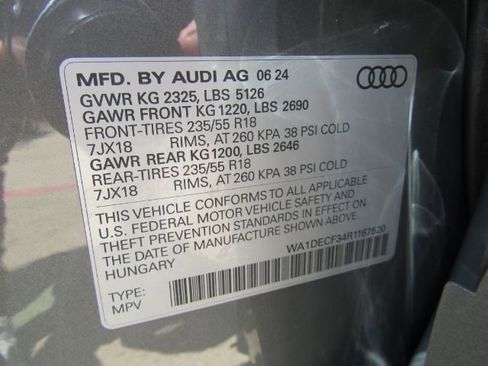 MFD. BY AUDI AG 06 24
GVWR KG 2325, LBS 5126
GAWR FRONT KG 1220, LBS 2690
FRONT-TIRES 235/55 R18
7JX18 RIMS, AT 260 KPA 38 PSI COLD
GAWR REAR KG 1200, LBS 2646
REAR-TIRES 235/55 R18
7JX18 RIMS, AT 260 KPA 38 PSI COLD
THIS VEHICLE CONFORMS TO ALL APPLICABLE
U.S. FEDERAL MOTOR VEHICLE SAFETY AND
THEFT PREVENTION STANDARDS IN EFFECT ON
THE DATE OF MANUFACTURE SHOWN ABOVE.
HUNGARY
WA1DECF34R1167520
TYPE:
MPV